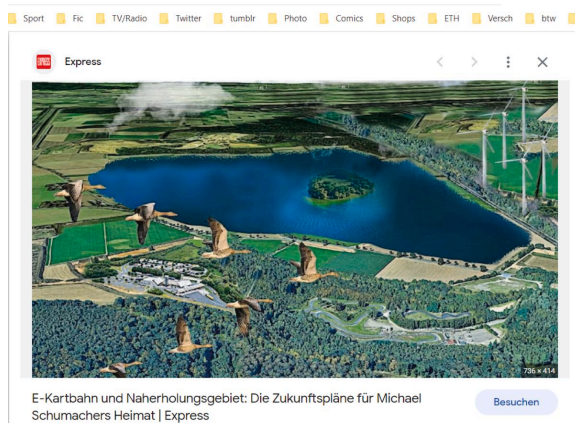 Sport Fic TV/Radio Twitter tumblr Photo Comics Shops ETH Versch btw
EXPRESS Express
736 x 414
E-Kartbahn und Naherholungsgebiet: Die Zukunftspläne für Michael
Schumachers Heimat | Express
Besuchen